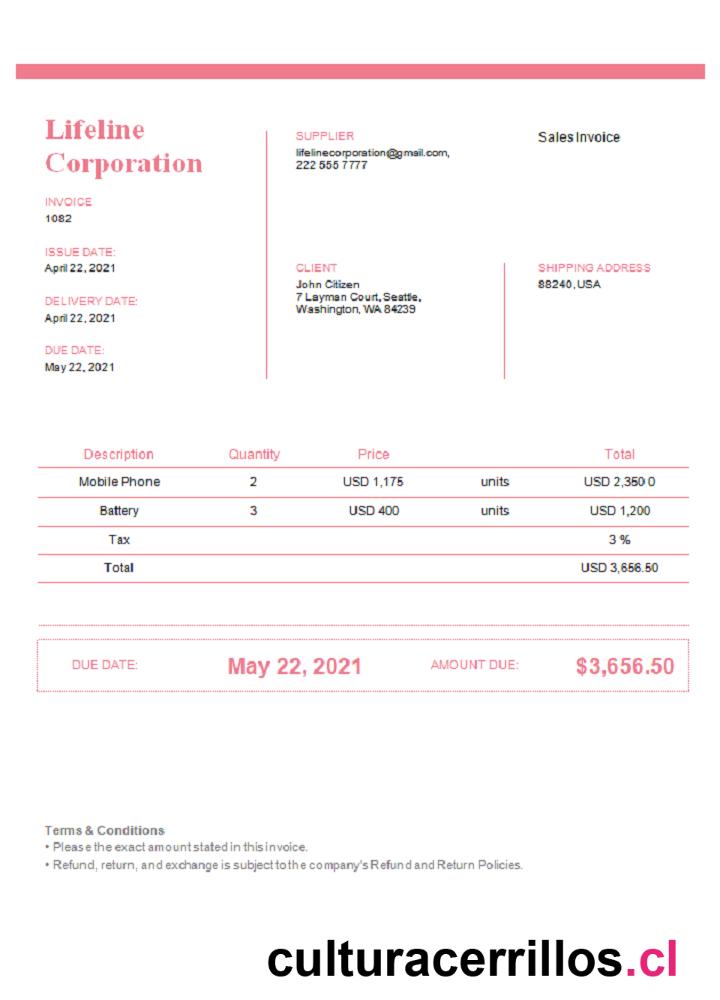 Lifeline
Corporation
INVOICE
1082
ISSUE DATE:
April 22, 2021
DELIVERY DATE:
April 22, 2021
DUE DATE:
May 22, 2021
SUPPLIER
lifelinecorporation@gmail.com,
222 555 7777
Sales Invoice
CLIENT
John Citizen
7 Layman Court, Seattle,
Washington, WA 84239
SHIPPING ADDRESS
88240, USA
Description Quantity Price Total
Mobile Phone 2 USD 1,175 units USD 2,350 0
Battery 3 USD 400 units USD 1,200
Tax 3 %
Total USD 3,656.50
DUE DATE: May 22, 2021 AMOUNT DUE: $3,656.50
Terms & Conditions
• Please the exact amount stated in this invoice.
• Refund, return, and exchange is subject to the company's Refund and Return Policies.
culturacerrillos.cl